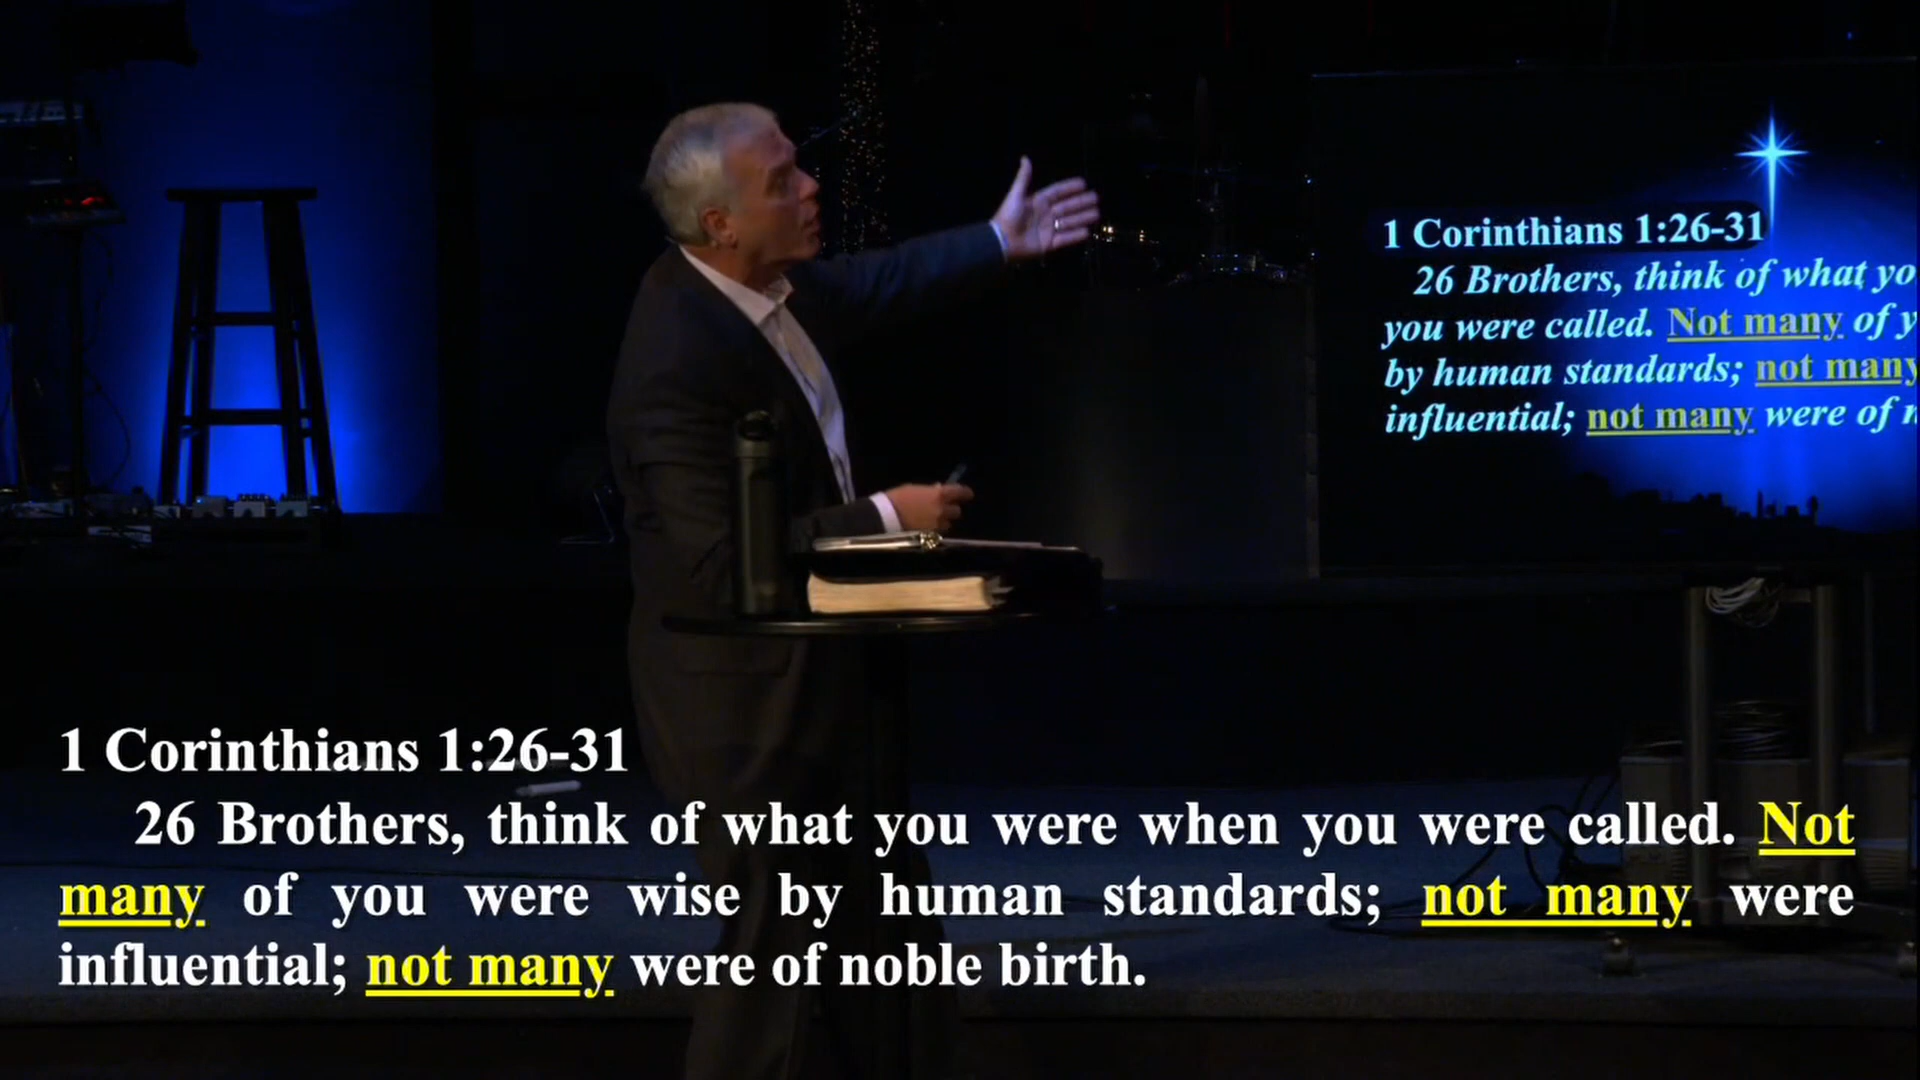 1 Corinthians 1:26-31
26 Brothers, think of what yo
you were called. Not many of y
by human standards; not many
influential; not many were of n
1 Corinthians 1:26-31
26 Brothers, think of what you were when you were called. Not
many of you were wise by human standards; not many were
influential; not many were of noble birth.